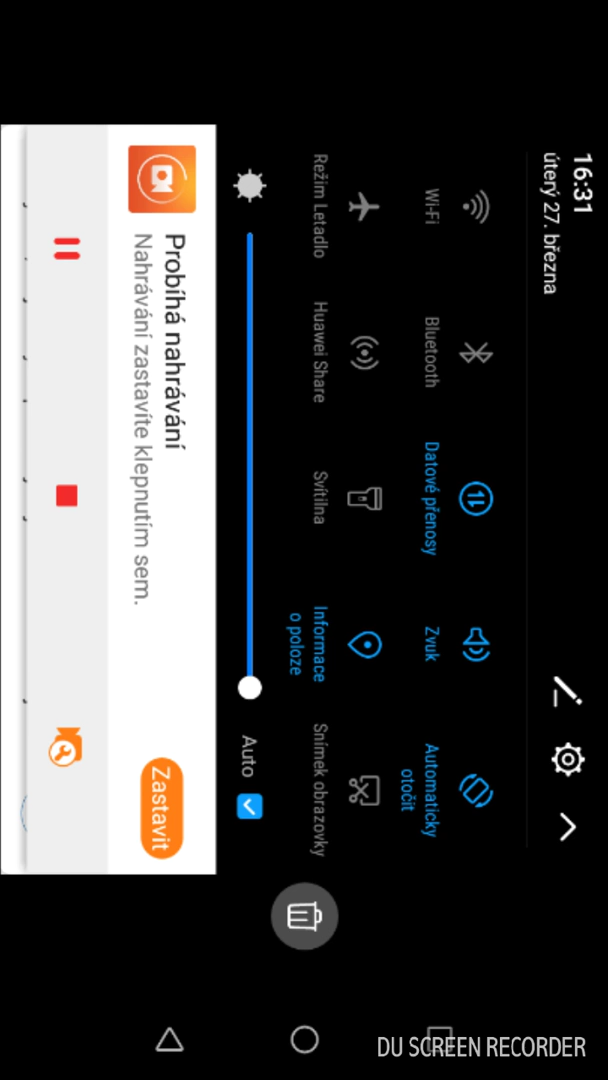 16:31
úterý 27. března
Wi-Fi
Bluetooth
Datové přenosy
Zvuk
Automaticky
otočit
Režim Letadlo
Huawei Share
Svítilna
Informace
o poloze
Snímek obrazovky
Auto
Probíhá nahrávání
Nahrávání zastavíte klepnutím sem.
Zastavit
DU SCREEN RECORDER